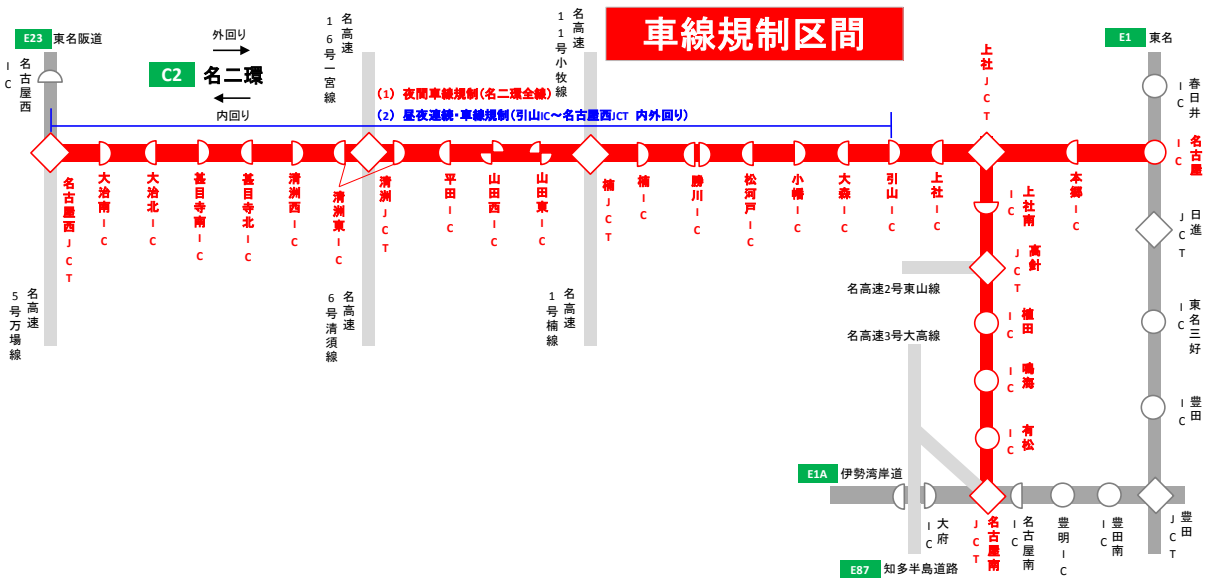 車線規制区間
E23 東名阪道
名古屋西IC
外回り
C2 名二環
内回り
名高速16号一宮線
名高速11号小牧線
(1) 夜間車線規制(名二環全線)
(2) 昼夜連続・車線規制(引山IC～名古屋西JCT 内外回り)
上社JCT
E1 東名
春日井IC
名古屋IC
名古屋西JCT
大治南IC
大治北IC
甚目寺南IC
甚目寺北IC
清洲西IC
清洲東IC
清洲JCT
平田IC
山田西IC
山田東IC
楠JCT
楠IC
勝川IC
松河戸IC
小幡IC
大森IC
引山IC
上社IC
本郷IC
上社南IC
日進JCT
高針JCT
名高速2号東山線
名高速5号万場線
名高速6号清須線
名高速1号楠線
植田IC
東名三好IC
名高速3号大高線
鳴海IC
豊田IC
有松IC
E1A 伊勢湾岸道
大府IC
名古屋南JCT
名古屋南IC
豊明IC
豊田南IC
豊田JCT
E87 知多半島道路